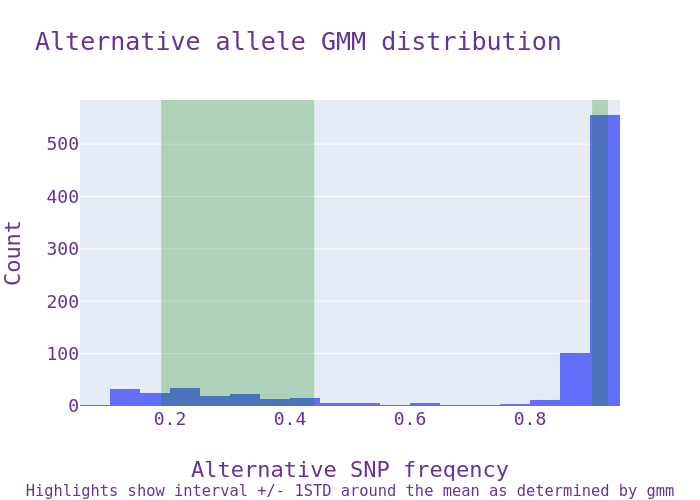 Alternative allele GMM distribution
500
400
300
200
100
0
Count
0.2 0.4 0.6 0.8
Alternative SNP freqency
Highlights show interval +/- 1STD around the mean as determined by gmm